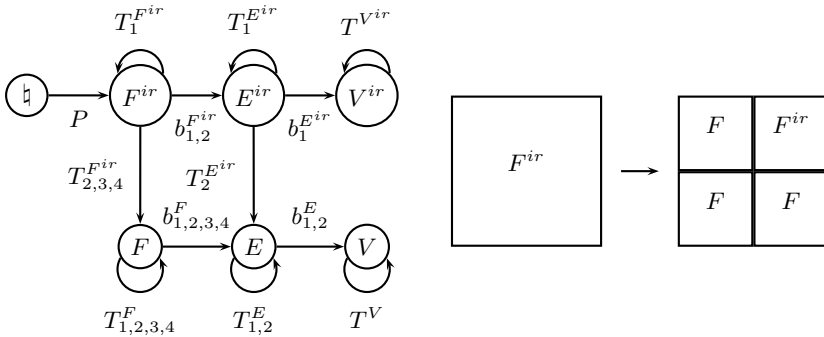 T_1^{F^{ir}} T_1^{E^{ir}} T^{V^{ir}}
♮ F^{ir} E^{ir} V^{ir}
P b_{1,2}^{F^{ir}} b_1^{E^{ir}}
T_{2,3,4}^{F^{ir}} T_2^{E^{ir}}
b_{1,2,3,4}^F b_{1,2}^E
F E V
T_{1,2,3,4}^F T_{1,2}^E T^V
F^{ir}
F F^{ir}
F F